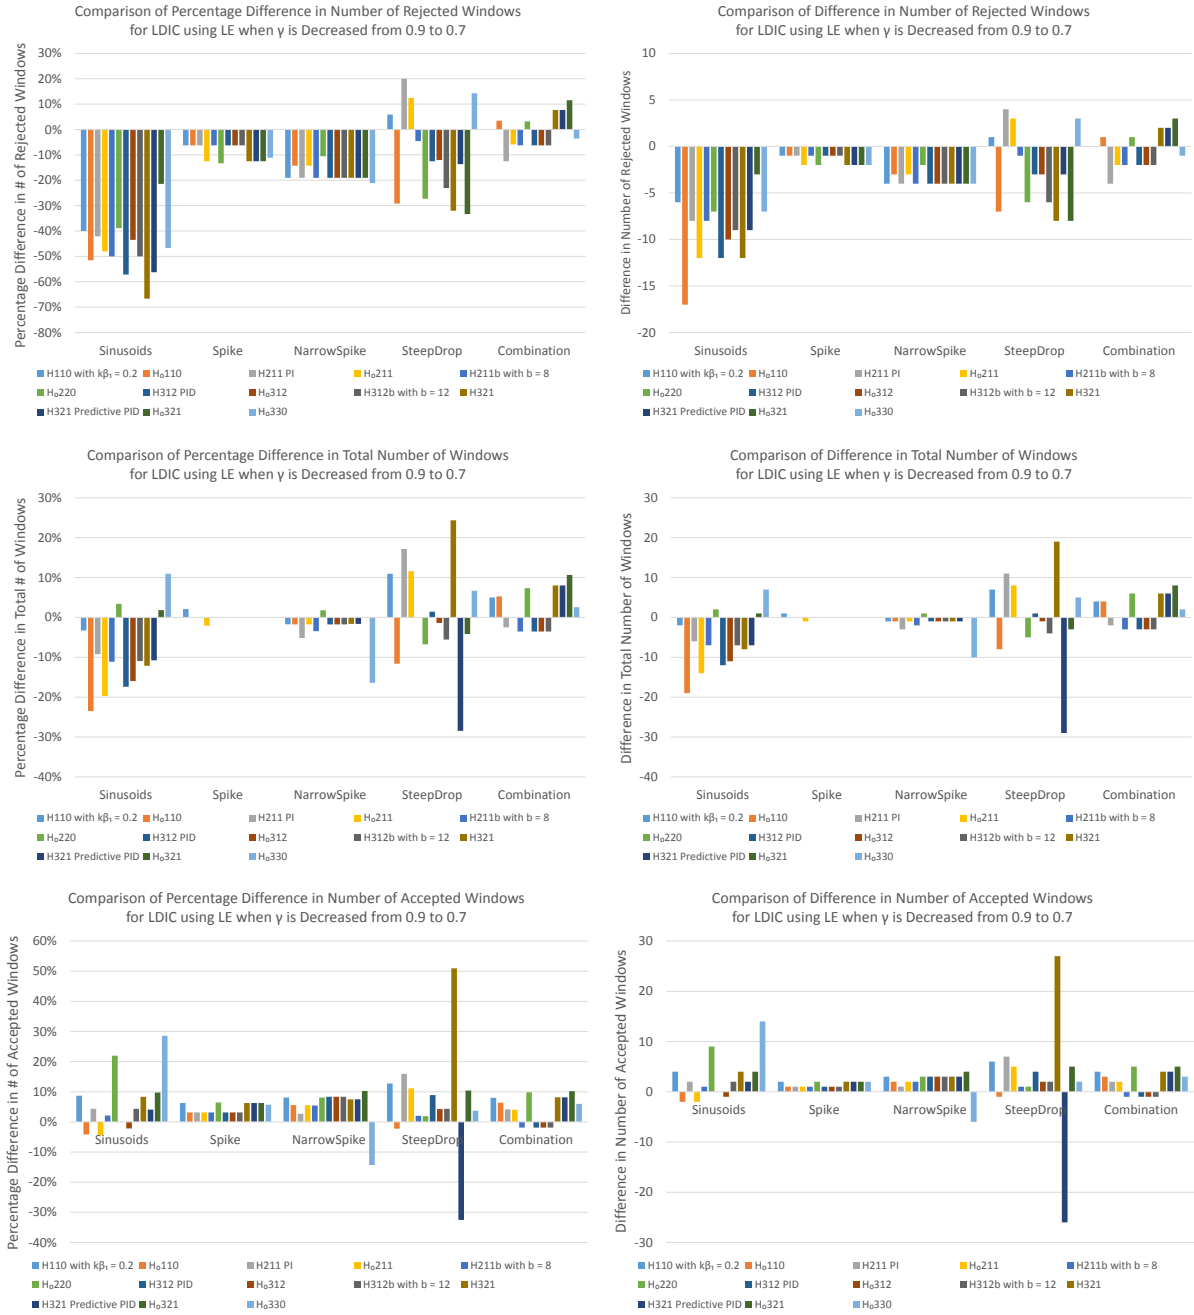 Comparison of Percentage Difference in Number of Rejected Windows
for LDIC using LE when γ is Decreased from 0.9 to 0.7
Percentage Difference in # of Rejected Windows
30%
20%
10%
0%
-10%
-20%
-30%
-40%
-50%
-60%
-70%
-80%
Sinusoids Spike NarrowSpike SteepDrop Combination
H110 with kβ₁ = 0.2 H₀110 H211 PI H₀211 H211b with b = 8
H₀220 H312 PID H₀312 H312b with b = 12 H321
H321 Predictive PID H₀321 H₀330
Comparison of Difference in Number of Rejected Windows
for LDIC using LE when γ is Decreased from 0.9 to 0.7
Difference in Number of Rejected Windows
10
5
0
-5
-10
-15
-20
Sinusoids Spike NarrowSpike SteepDrop Combination
H110 with kβ₁ = 0.2 H₀110 H211 PI H₀211 H211b with b = 8
H₀220 H312 PID H₀312 H312b with b = 12 H321
H321 Predictive PID H₀321 H₀330
Comparison of Percentage Difference in Total Number of Windows
for LDIC using LE when γ is Decreased from 0.9 to 0.7
Percentage Difference in Total # of Windows
30%
20%
10%
0%
-10%
-20%
-30%
-40%
Sinusoids Spike NarrowSpike SteepDrop Combination
H110 with kβ₁ = 0.2 H₀110 H211 PI H₀211 H211b with b = 8
H₀220 H312 PID H₀312 H312b with b = 12 H321
H321 Predictive PID H₀321 H₀330
Comparison of Difference in Total Number of Windows
for LDIC using LE when γ is Decreased from 0.9 to 0.7
Difference in Total Number of Windows
30
20
10
0
-10
-20
-30
-40
Sinusoids Spike NarrowSpike SteepDrop Combination
H110 with kβ₁ = 0.2 H₀110 H211 PI H₀211 H211b with b = 8
H₀220 H312 PID H₀312 H312b with b = 12 H321
H321 Predictive PID H₀321 H₀330
Comparison of Percentage Difference in Number of Accepted Windows
for LDIC using LE when γ is Decreased from 0.9 to 0.7
Percentage Difference in # of Accepted Windows
60%
50%
40%
30%
20%
10%
0%
-10%
-20%
-30%
-40%
Sinusoids Spike NarrowSpike SteepDrop Combination
H110 with kβ₁ = 0.2 H₀110 H211 PI H₀211 H211b with b = 8
H₀220 H312 PID H₀312 H312b with b = 12 H321
H321 Predictive PID H₀321 H₀330
Comparison of Difference in Number of Accepted Windows
for LDIC using LE when γ is Decreased from 0.9 to 0.7
Difference in Number of Accepted Windows
30
20
10
0
-10
-20
-30
Sinusoids Spike NarrowSpike SteepDrop Combination
H110 with kβ₁ = 0.2 H₀110 H211 PI H₀211 H211b with b = 8
H₀220 H312 PID H₀312 H312b with b = 12 H321
H321 Predictive PID H₀321 H₀330